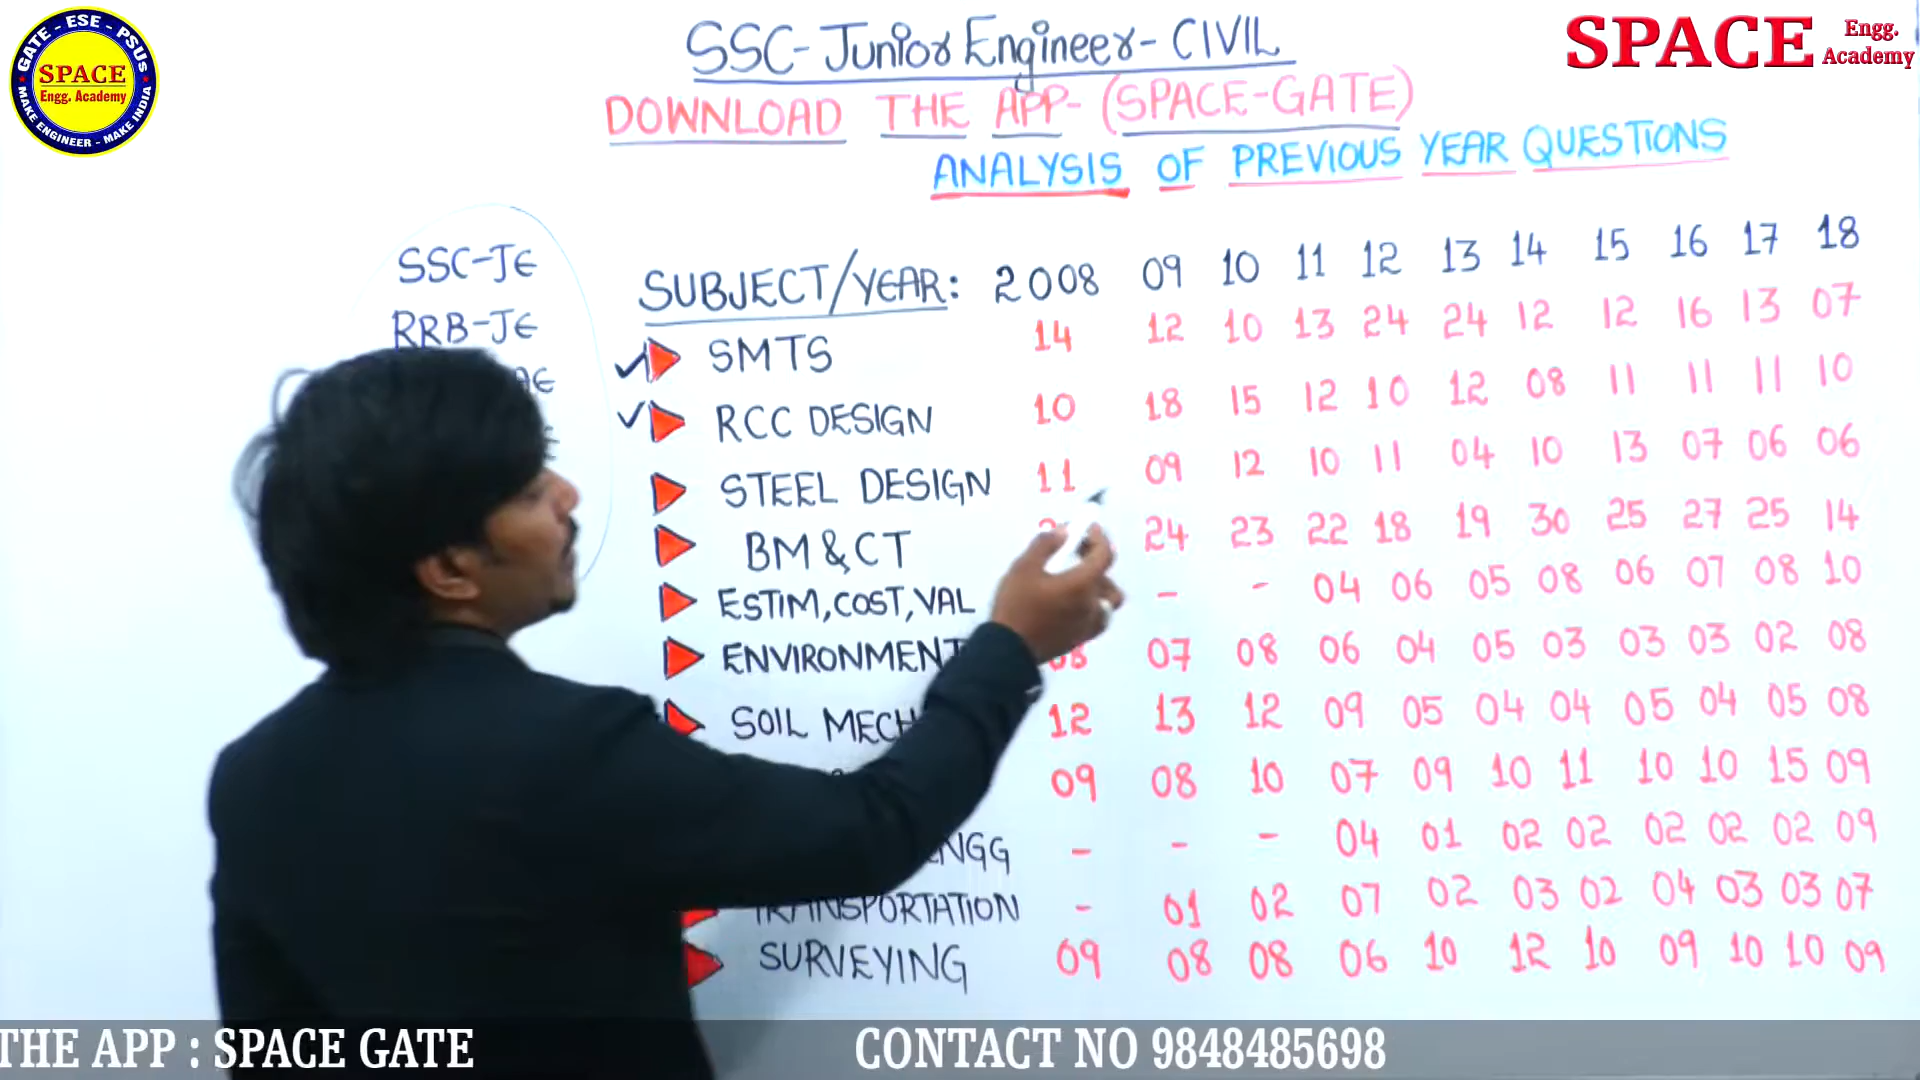 GATE - ESE - PSUs
SPACE
Engg. Academy
MAKE ENGINEER - MAKE INDIA
SPACE Engg. Academy
SSC-Junior Engineer-CIVIL
DOWNLOAD THE APP-(SPACE-GATE)
ANALYSIS OF PREVIOUS YEAR QUESTIONS
SSC-JE
RRB-JE
SUBJECT/YEAR: 2008 09 10 11 12 13 14 15 16 17 18
SMTS 14 12 10 13 24 24 12 12 16 13 07
RCC DESIGN 10 18 15 12 10 12 08 11 11 11 10
STEEL DESIGN 11 09 12 10 11 04 10 13 07 06 06
BM&CT 24 23 22 18 19 30 25 27 25 14
ESTIM,COST,VAL - - 04 06 05 08 06 07 08 10
ENVIRONMENT 08 07 08 06 04 05 03 03 03 02 08
SOIL MECH 12 13 12 09 05 04 04 05 04 05 08
09 08 10 07 09 10 11 10 10 15 09
ENGG - - - 04 01 02 02 02 02 02 09
TRANSPORTATION - 01 02 07 02 03 02 04 03 03 07
SURVEYING 09 08 08 06 10 12 10 09 10 10 09
THE APP : SPACE GATE CONTACT NO 9848485698